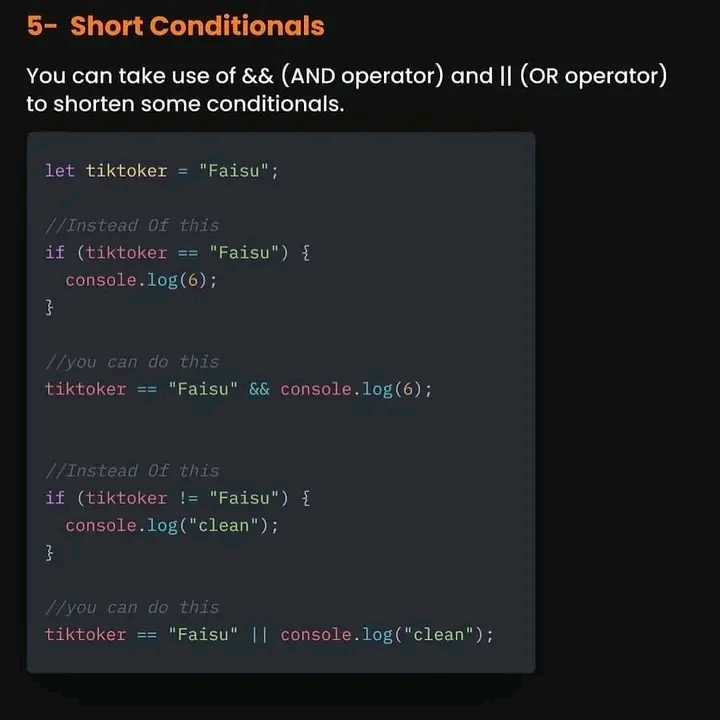 5- Short Conditionals
You can take use of && (AND operator) and || (OR operator)
to shorten some conditionals.
let tiktoker = "Faisu";
//Instead Of this
if (tiktoker == "Faisu") {
console.log(6);
}
//you can do this
tiktoker == "Faisu" && console.log(6);
//Instead Of this
if (tiktoker != "Faisu") {
console.log("clean");
}
//you can do this
tiktoker == "Faisu" || console.log("clean");